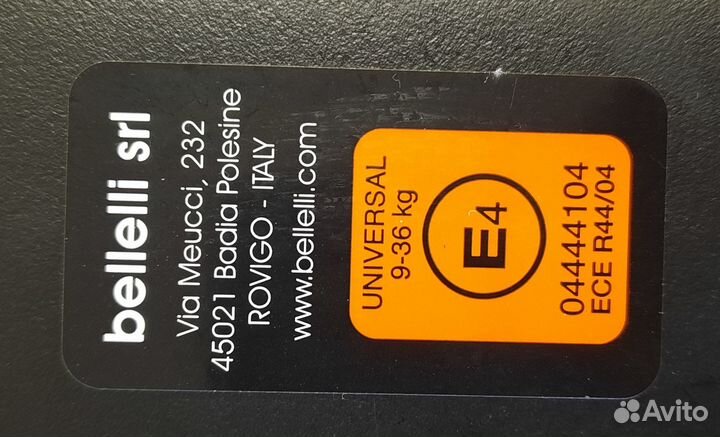 bellelli srl
Via Meucci, 232
45021 Badia Polesine
ROVIGO - ITALY
www.bellelli.com
UNIVERSAL
9-36 kg
E4
04444104
ECE R44/04
Avito